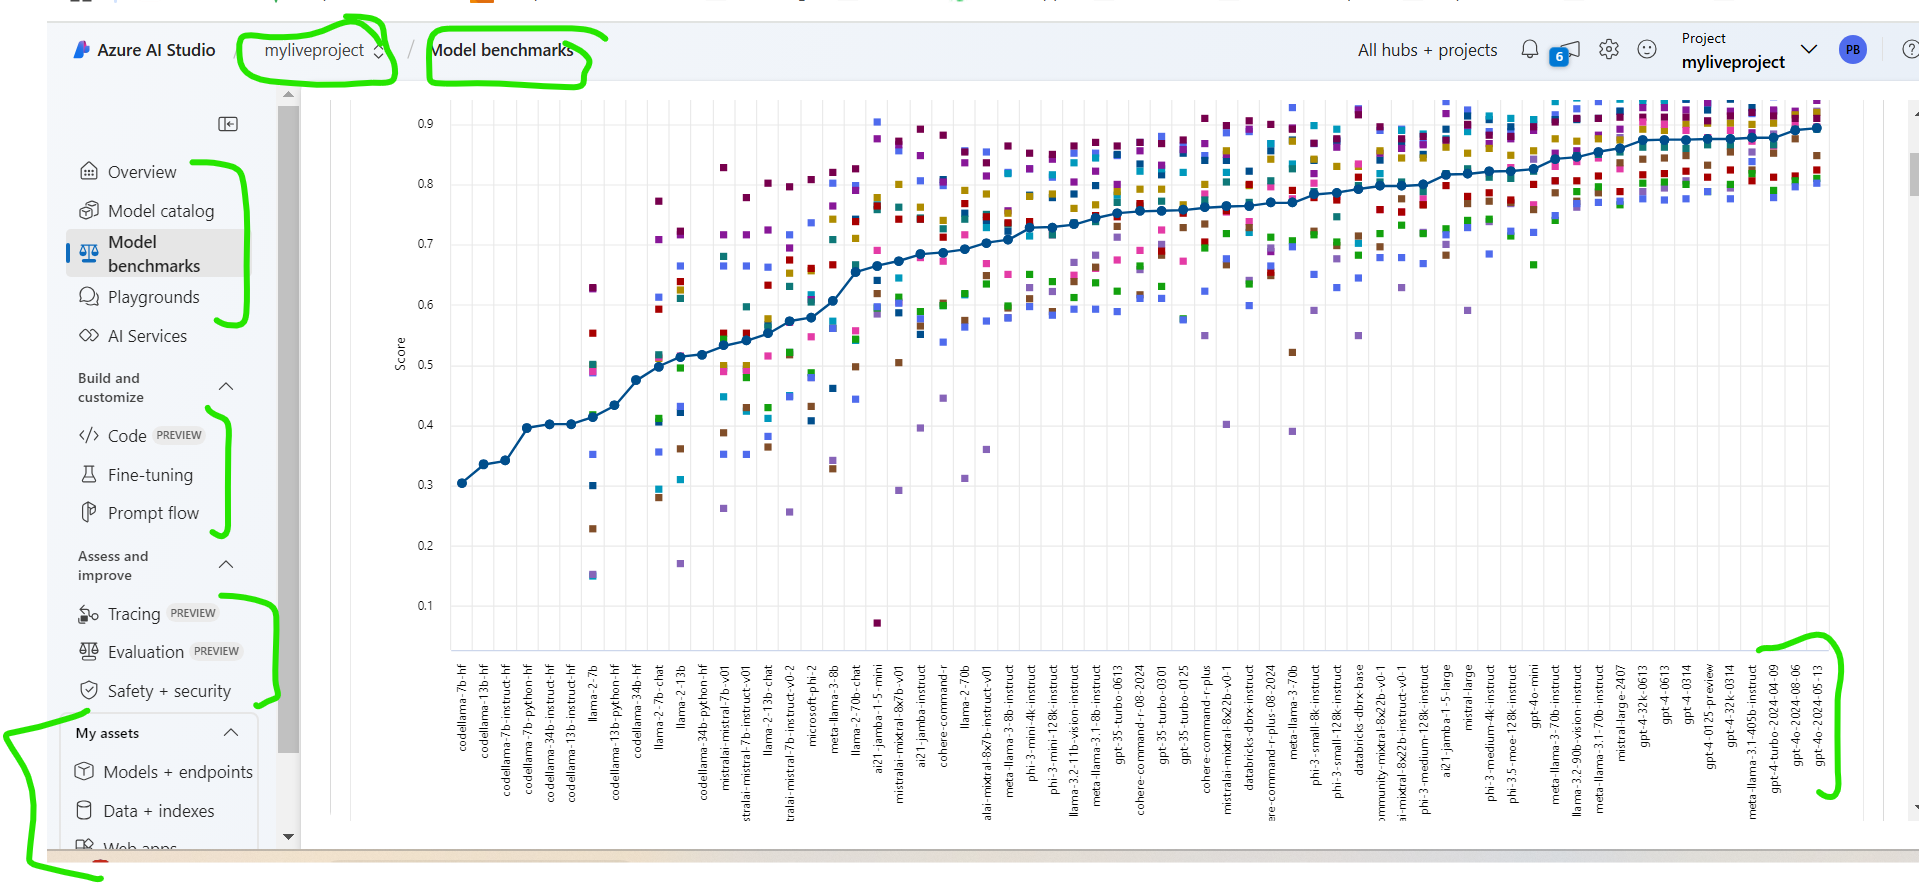 Azure AI Studio / myliveproject / Model benchmarks
All hubs + projects
6
Project
myliveproject
PB
Overview
Model catalog
Model
benchmarks
Playgrounds
AI Services
Build and
customize
Code PREVIEW
Fine-tuning
Prompt flow
Assess and
improve
Tracing PREVIEW
Evaluation PREVIEW
Safety + security
My assets
Models + endpoints
Data + indexes
Web apps
Score
0.9
0.8
0.7
0.6
0.5
0.4
0.3
0.2
0.1
codellama-7b-hf
codellama-13b-hf
codellama-7b-instruct-hf
codellama-7b-python-hf
codellama-34b-instruct-hf
codellama-13b-instruct-hf
llama-2-7b
codellama-13b-python-hf
codellama-34b-hf
llama-2-7b-chat
llama-2-13b
codellama-34b-python-hf
mistralai-mistral-7b-v01
stralai-mistral-7b-instruct-v01
llama-2-13b-chat
tralai-mistral-7b-instruct-v0-2
microsoft-phi-2
meta-llama-3-8b
llama-2-70b-chat
ai21-jamba-1-5-mini
mistralai-mixtral-8x7b-v01
ai21-jamba-instruct
cohere-command-r
llama-2-70b
alai-mixtral-8x7b-instruct-v01
meta-llama-3-8b-instruct
phi-3-mini-4k-instruct
phi-3-mini-128k-instruct
llama-3.2-11b-vision-instruct
meta-llama-3.1-8b-instruct
gpt-35-turbo-0613
cohere-command-r-08-2024
gpt-35-turbo-0301
gpt-35-turbo-0125
cohere-command-r-plus
mistralai-mixtral-8x22b-v0-1
databricks-dbrx-instruct
ere-command-r-plus-08-2024
meta-llama-3-70b
phi-3-small-8k-instruct
phi-3-small-128k-instruct
databricks-dbrx-base
ommunity-mixtral-8x22b-v0-1
ai-mixtral-8x22b-instruct-v0-1
phi-3-medium-128k-instruct
ai21-jamba-1-5-large
mistral-large
phi-3-medium-4k-instruct
phi-3.5-moe-128k-instruct
gpt-4o-mini
meta-llama-3-70b-instruct
llama-3.2-90b-vision-instruct
meta-llama-3.1-70b-instruct
mistral-large-2407
gpt-4-32k-0613
gpt-4-0613
gpt-4-0314
gpt-4-0125-preview
gpt-4-32k-0314
meta-llama-3.1-405b-instruct
gpt-4-turbo-2024-04-09
gpt-4o-2024-08-06
gpt-4o-2024-05-13